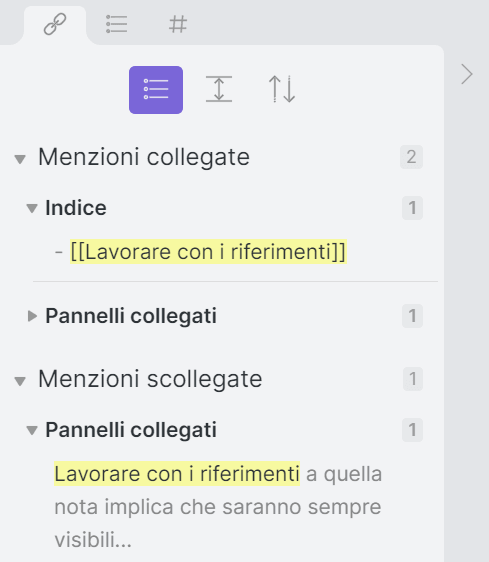 Menzioni collegate 2
Indice 1
- [[Lavorare con i riferimenti]]
Pannelli collegati 1
Menzioni scollegate 1
Pannelli collegati 1
Lavorare con i riferimenti a quella
nota implica che saranno sempre
visibili...